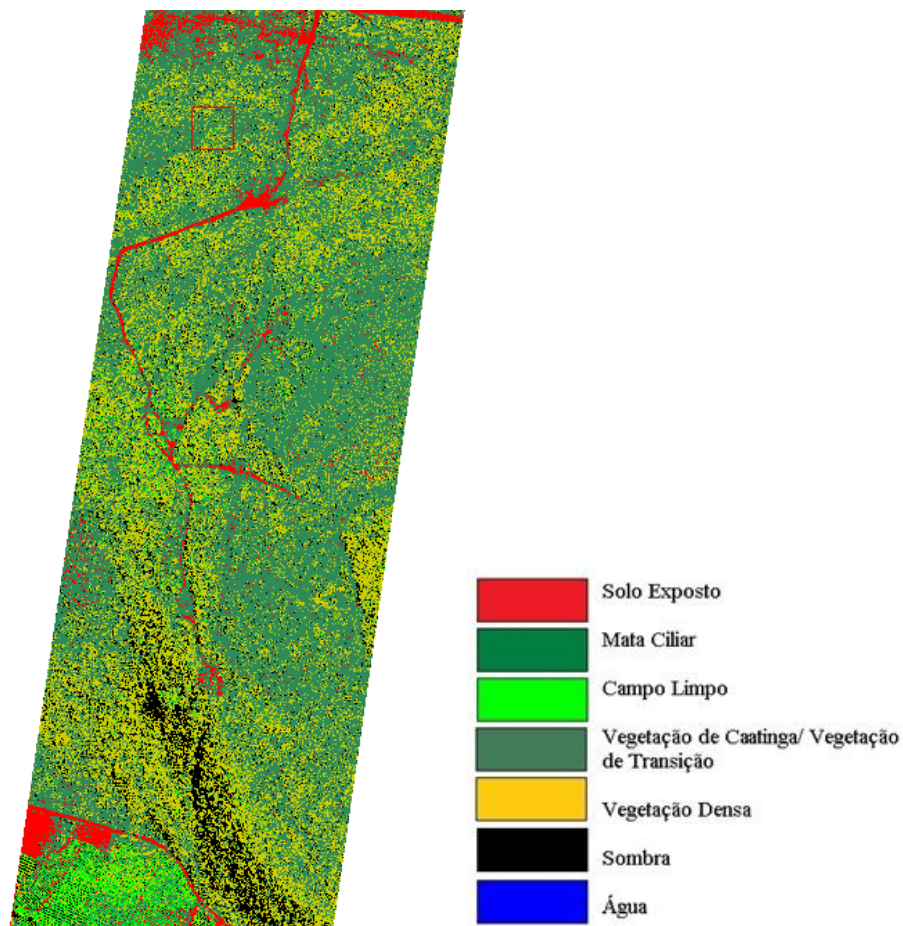 Solo Exposto
Mata Ciliar
Campo Limpo
Vegetação de Caatinga/ Vegetação
de Transição
Vegetação Densa
Sombra
Água